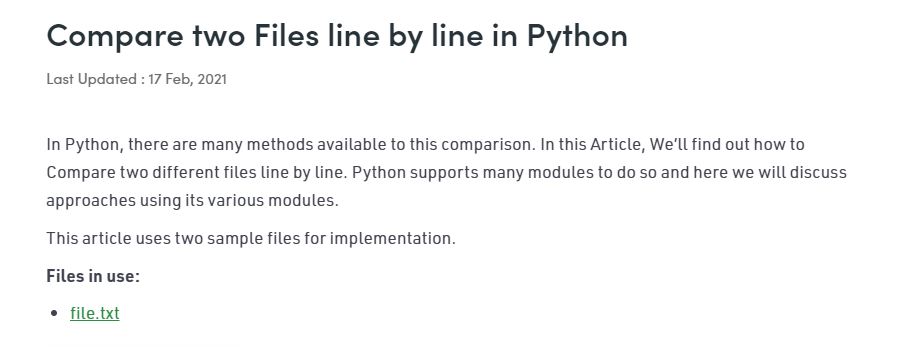 Compare two Files line by line in Python
Last Updated : 17 Feb, 2021
In Python, there are many methods available to this comparison. In this Article, We'll find out how to
Compare two different files line by line. Python supports many modules to do so and here we will discuss
approaches using its various modules.
This article uses two sample files for implementation.
Files in use:
• file.txt